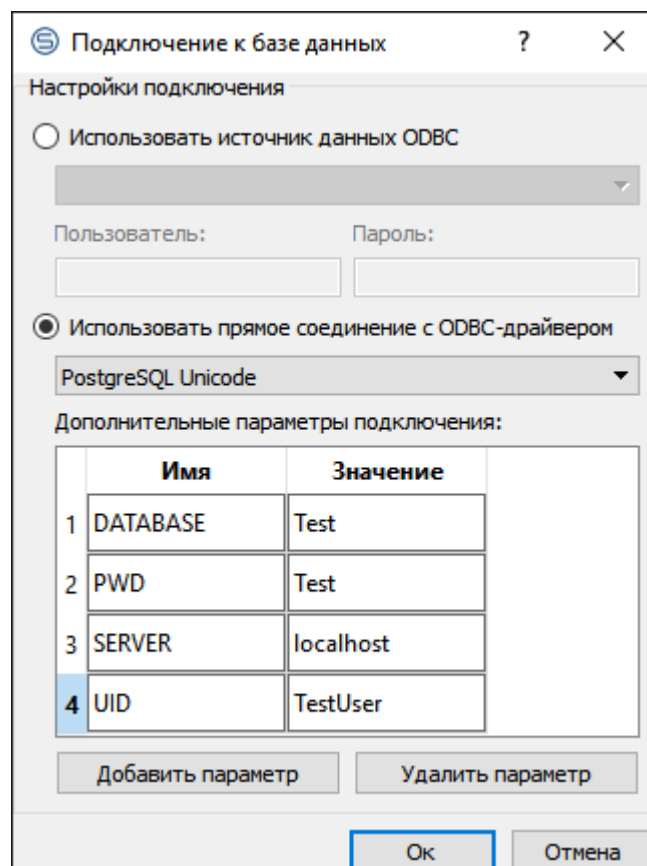 Подключение к базе данных ? X
Настройки подключения
Использовать источник данных ODBC
Пользователь: Пароль:
Использовать прямое соединение с ODBC-драйвером
PostgreSQL Unicode
Дополнительные параметры подключения:
Имя Значение
1 DATABASE Test
2 PWD Test
3 SERVER localhost
4 UID TestUser
Добавить параметр Удалить параметр
Ок Отмена